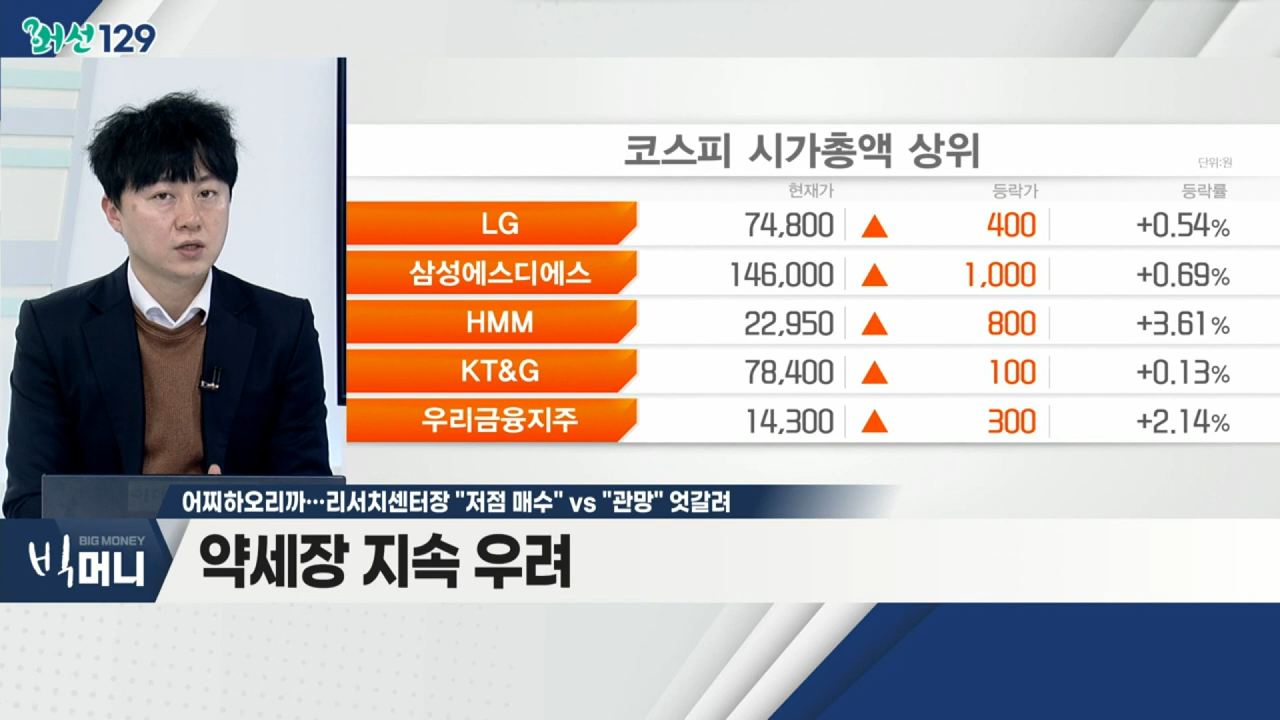 머선129
코스피 시가총액 상위
단위:원
현재가 등락가 등락률
LG 74,800 ▲ 400 +0.54%
삼성에스디에스 146,000 ▲ 1,000 +0.69%
HMM 22,950 ▲ 800 +3.61%
KT&G 78,400 ▲ 100 +0.13%
우리금융지주 14,300 ▲ 300 +2.14%
어찌하오리까…리서치센터장 "저점 매수" vs "관망" 엇갈려
BIG MONEY
빅머니
약세장 지속 우려